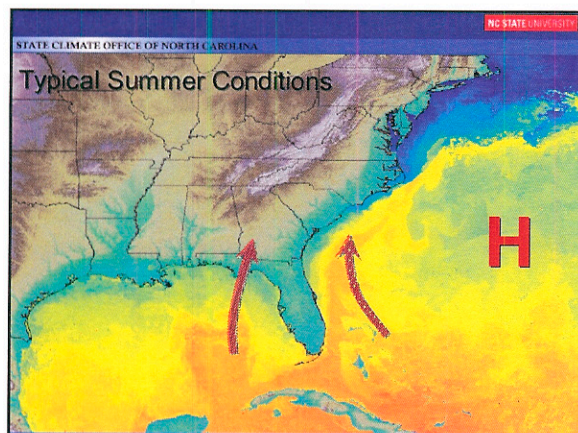 NC STATE UNIVERSITY
STATE CLIMATE OFFICE OF NORTH CAROLINA
Typical Summer Conditions
H